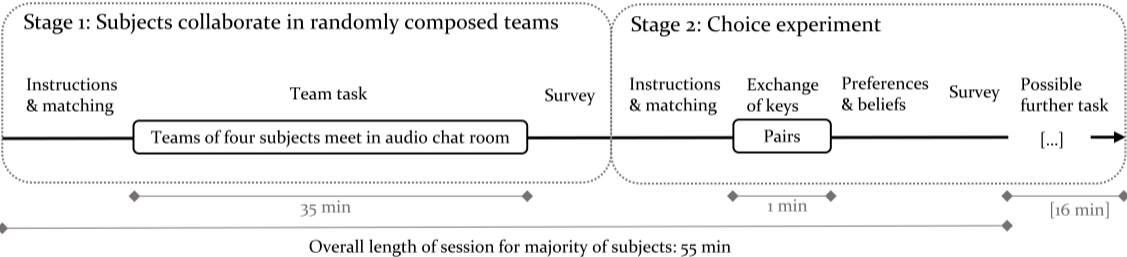 Stage 1: Subjects collaborate in randomly composed teams
Stage 2: Choice experiment
Instructions
& matching
Team task
Survey
Instructions
& matching
Exchange
of keys
Preferences
& beliefs
Survey
Possible
further task
Teams of four subjects meet in audio chat room
Pairs
[...]
35 min
1 min
[16 min]
Overall length of session for majority of subjects: 55 min